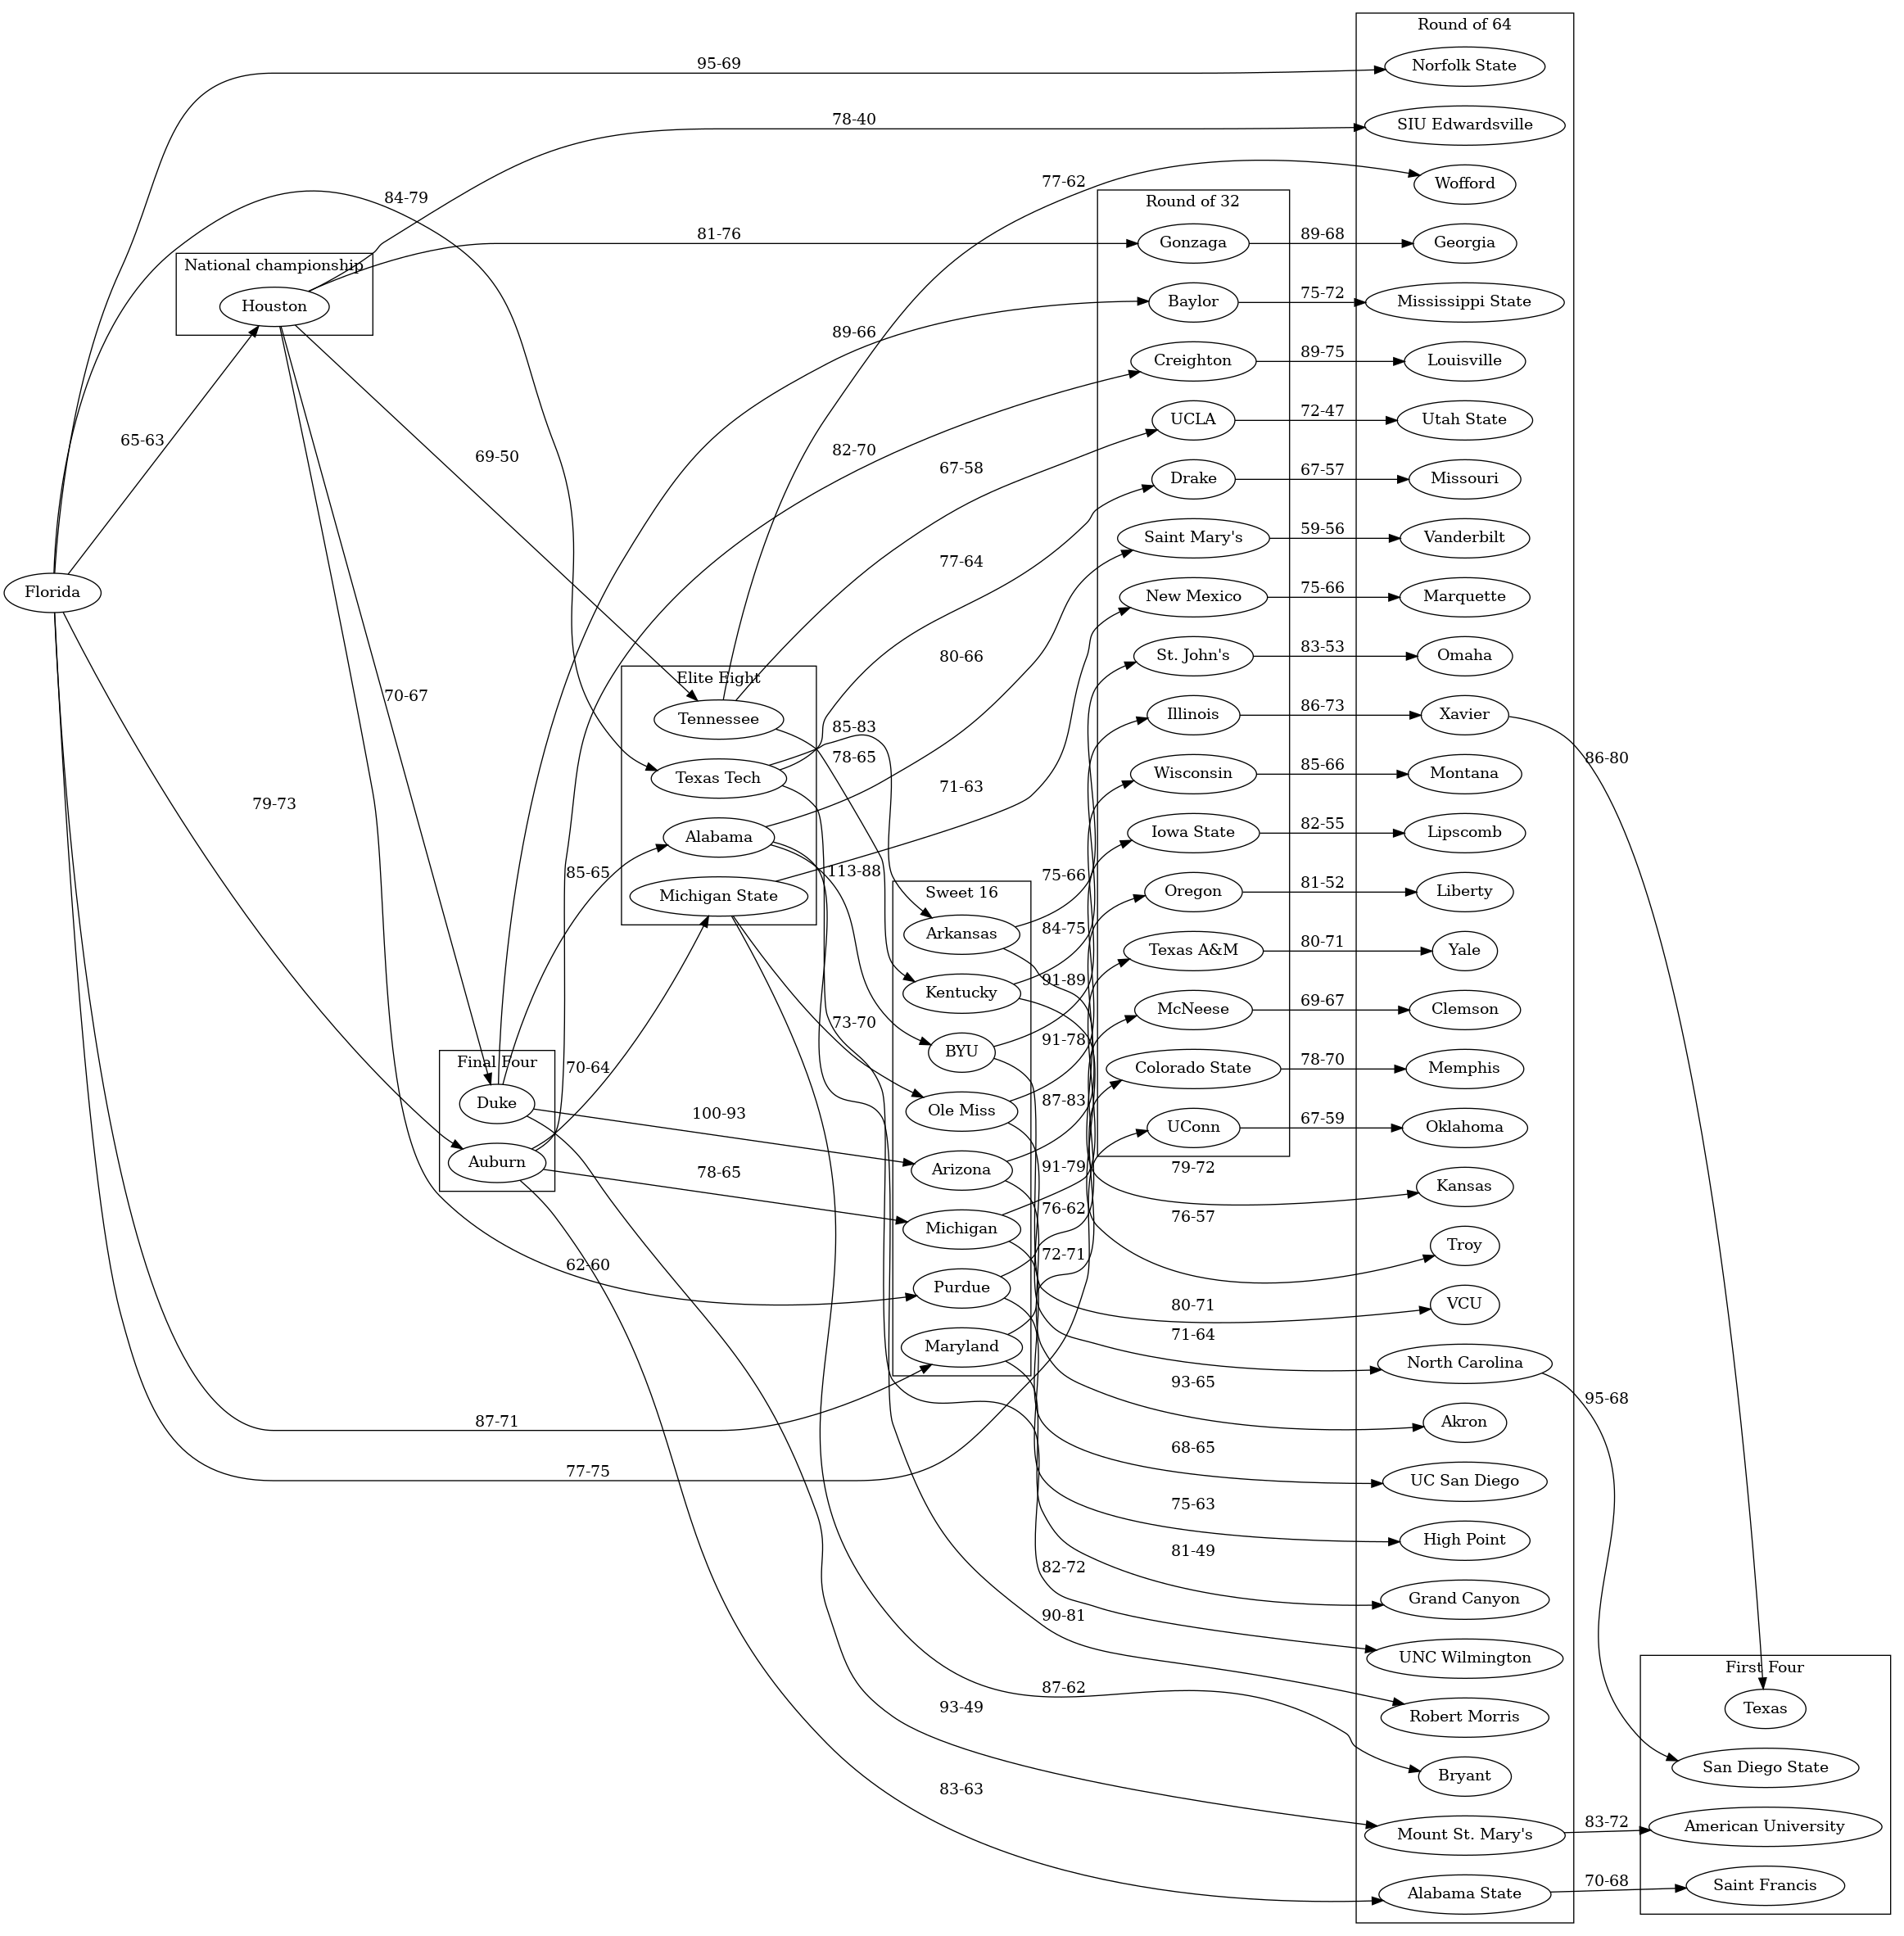 Florida
National championship
Houston
Final Four
Duke
Auburn
Elite Eight
Tennessee
Texas Tech
Alabama
Michigan State
Sweet 16
Arkansas
Kentucky
BYU
Ole Miss
Arizona
Michigan
Purdue
Maryland
Round of 32
Gonzaga
Baylor
Creighton
UCLA
Drake
Saint Mary's
New Mexico
St. John's
Illinois
Wisconsin
Iowa State
Oregon
Texas A&M
McNeese
Colorado State
UConn
Round of 64
Norfolk State
SIU Edwardsville
Wofford
Georgia
Mississippi State
Louisville
Utah State
Missouri
Vanderbilt
Marquette
Omaha
Xavier
Montana
Lipscomb
Liberty
Yale
Clemson
Memphis
Oklahoma
Kansas
Troy
VCU
North Carolina
Akron
UC San Diego
High Point
Grand Canyon
UNC Wilmington
Robert Morris
Bryant
Mount St. Mary's
Alabama State
First Four
Texas
San Diego State
American University
Saint Francis
65-63
79-73
84-79
70-67
69-50
87-71
85-65
70-64
62-60
77-75
95-69
81-76
100-93
78-65
78-40
89-66
82-70
85-83
78-65
113-88
73-70
67-58
77-64
80-66
71-63
93-49
83-63
77-62
75-66
84-75
91-89
91-78
87-83
91-79
76-62
72-71
82-72
90-81
87-62
79-72
76-57
80-71
71-64
93-65
68-65
75-63
81-49
89-68
75-72
89-75
72-47
67-57
59-56
75-66
83-53
86-73
85-66
82-55
81-52
80-71
69-67
78-70
67-59
86-80
95-68
83-72
70-68